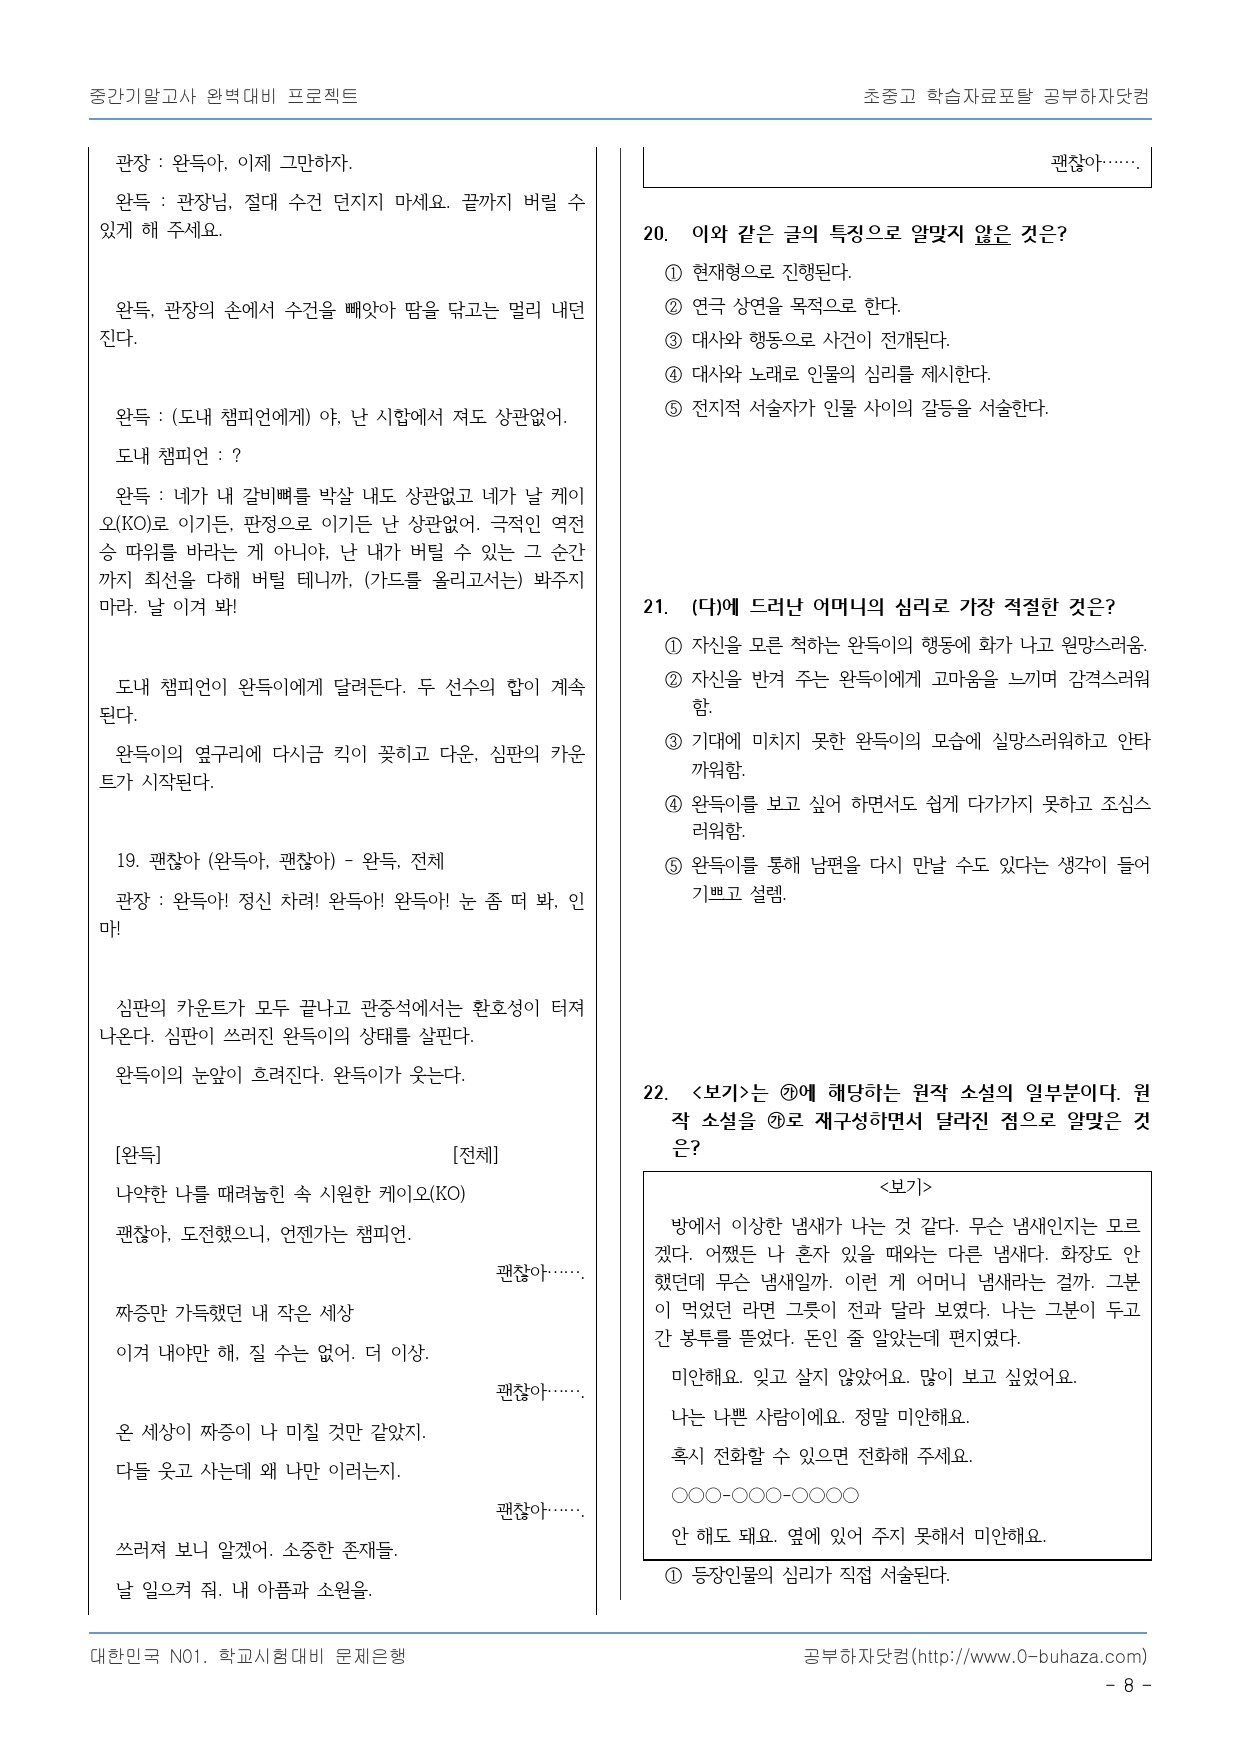 중간기말고사 완벽대비 프로젝트
초중고 학습자료포탈 공부하자닷컴
관장 : 완득아, 이제 그만하자.
완득 : 관장님, 절대 수건 던지지 마세요. 끝까지 버릴 수
있게 해 주세요.
완득, 관장의 손에서 수건을 빼앗아 땀을 닦고는 멀리 내던
진다.
완득 : (도내 챔피언에게) 야, 난 시합에서 져도 상관없어.
도내 챔피언 : ?
완득 : 네가 내 갈비뼈를 박살 내도 상관없고 네가 날 케이
오(KO)로 이기든, 판정으로 이기든 난 상관없어. 극적인 역전
승 따위를 바라는 게 아니야, 난 내가 버틸 수 있는 그 순간
까지 최선을 다해 버틸 테니까, (가드를 올리고서는) 봐주지
마라. 날 이겨 봐!
도내 챔피언이 완득이에게 달려든다. 두 선수의 합이 계속
된다.
완득이의 옆구리에 다시금 킥이 꽂히고 다운, 심판의 카운
트가 시작된다.
19. 괜찮아 (완득아, 괜찮아) - 완득, 전체
관장 : 완득아! 정신 차려! 완득아! 완득아! 눈 좀 떠 봐, 인
마!
심판의 카운트가 모두 끝나고 관중석에서는 환호성이 터져
나온다. 심판이 쓰러진 완득이의 상태를 살핀다.
완득이의 눈앞이 흐려진다. 완득이가 웃는다.
[완득] [전체]
나약한 나를 때려눕힌 속 시원한 케이오(KO)
괜찮아, 도전했으니, 언젠가는 챔피언.
괜찮아…….
짜증만 가득했던 내 작은 세상
이겨 내야만 해, 질 수는 없어. 더 이상.
괜찮아…….
온 세상이 짜증이 나 미칠 것만 같았지.
다들 웃고 사는데 왜 나만 이러는지.
괜찮아…….
쓰러져 보니 알겠어. 소중한 존재들.
날 일으켜 줘. 내 아픔과 소원을.
괜찮아…….
20. 이와 같은 글의 특징으로 알맞지 않은 것은?
① 현재형으로 진행된다.
② 연극 상연을 목적으로 한다.
③ 대사와 행동으로 사건이 전개된다.
④ 대사와 노래로 인물의 심리를 제시한다.
⑤ 전지적 서술자가 인물 사이의 갈등을 서술한다.
21. (다)에 드러난 어머니의 심리로 가장 적절한 것은?
① 자신을 모른 척하는 완득이의 행동에 화가 나고 원망스러움.
② 자신을 반겨 주는 완득이에게 고마움을 느끼며 감격스러워
함.
③ 기대에 미치지 못한 완득이의 모습에 실망스러워하고 안타
까워함.
④ 완득이를 보고 싶어 하면서도 쉽게 다가가지 못하고 조심스
러워함.
⑤ 완득이를 통해 남편을 다시 만날 수도 있다는 생각이 들어
기쁘고 설렘.
22. <보기>는 ㉮에 해당하는 원작 소설의 일부분이다. 원
작 소설을 ㉮로 재구성하면서 달라진 점으로 알맞은 것
은?
<보기>
방에서 이상한 냄새가 나는 것 같다. 무슨 냄새인지는 모르
겠다. 어쨌든 나 혼자 있을 때와는 다른 냄새다. 화장도 안
했던데 무슨 냄새일까. 이런 게 어머니 냄새라는 걸까. 그분
이 먹었던 라면 그릇이 전과 달라 보였다. 나는 그분이 두고
간 봉투를 뜯었다. 돈인 줄 알았는데 편지였다.
미안해요. 잊고 살지 않았어요. 많이 보고 싶었어요.
나는 나쁜 사람이에요. 정말 미안해요.
혹시 전화할 수 있으면 전화해 주세요.
○○○-○○○-○○○○
안 해도 돼요. 옆에 있어 주지 못해서 미안해요.
① 등장인물의 심리가 직접 서술된다.
대한민국 N01. 학교시험대비 문제은행
공부하자닷컴(http://www.0-buhaza.com)
- 8 -